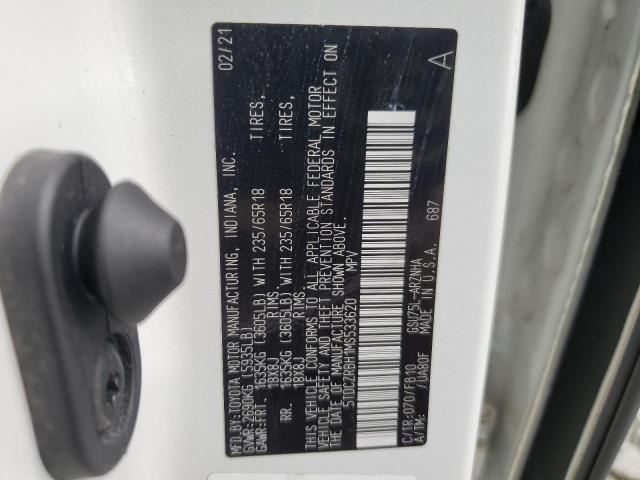 MFD.BY:TOYOTA MOTOR MANUFACTURING, INDIANA, INC. 02/21
GVWR:2690KG (5935LB)
GAWR:FRT. 1635KG (3605LB) WITH 235/65R18 TIRES,
18X8J RIMS,
RR. 1635KG (3605LB) WITH 235/65R18 TIRES,
18X8J RIMS,
THIS VEHICLE CONFORMS TO ALL APPLICABLE FEDERAL MOTOR
VEHICLE SAFETY AND THEFT PREVENTION STANDARDS IN EFFECT ON
THE DATE OF MANUFACTURE SHOWN ABOVE.
5TDCZRBH1MS533620 MPV
C/TR:070/FB10 GSU75L-ARZNHA A
A/TM: -/UA80F MADE IN U.S.A. 687